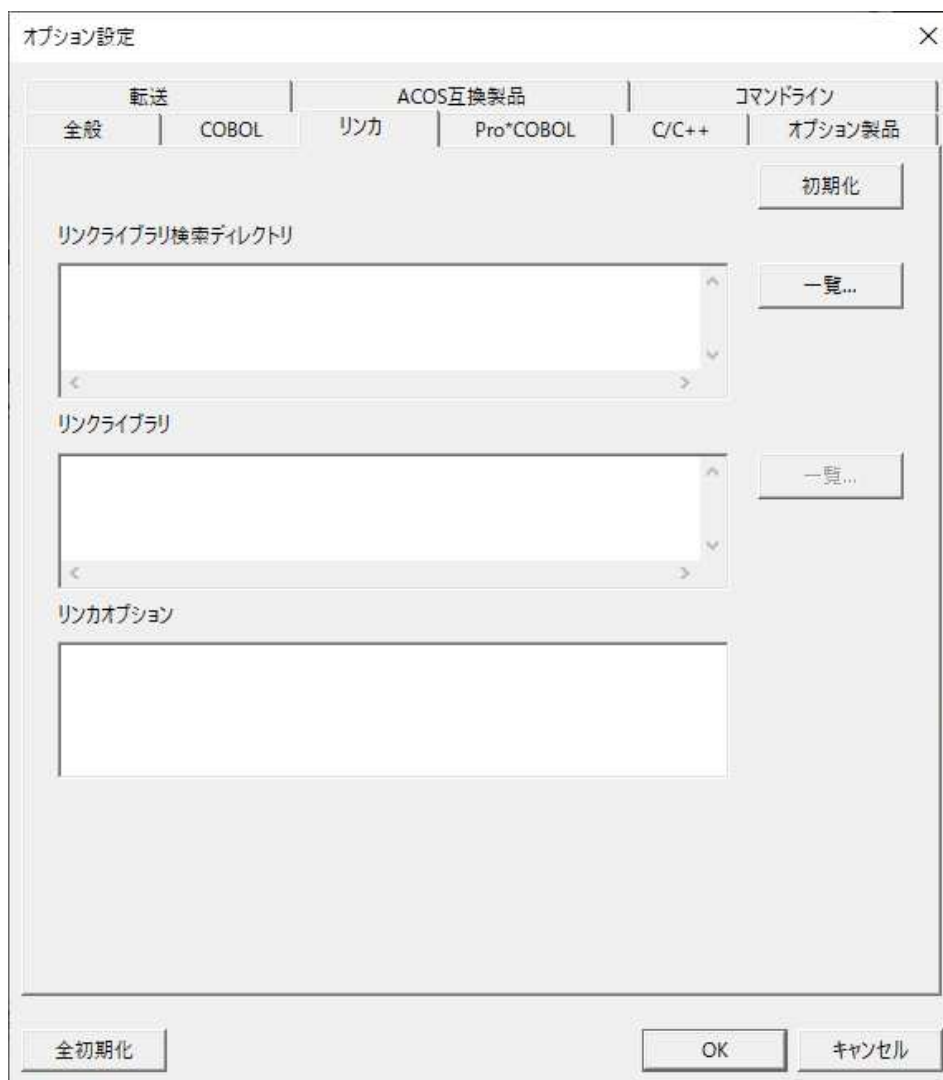 オプション設定
転送 ACOS互換製品 コマンドライン
全般 COBOL リンカ Pro*COBOL C/C++ オプション製品
初期化
リンクライブラリ検索ディレクトリ
一覧...
リンクライブラリ
一覧...
リンカオプション
全初期化 OK キャンセル